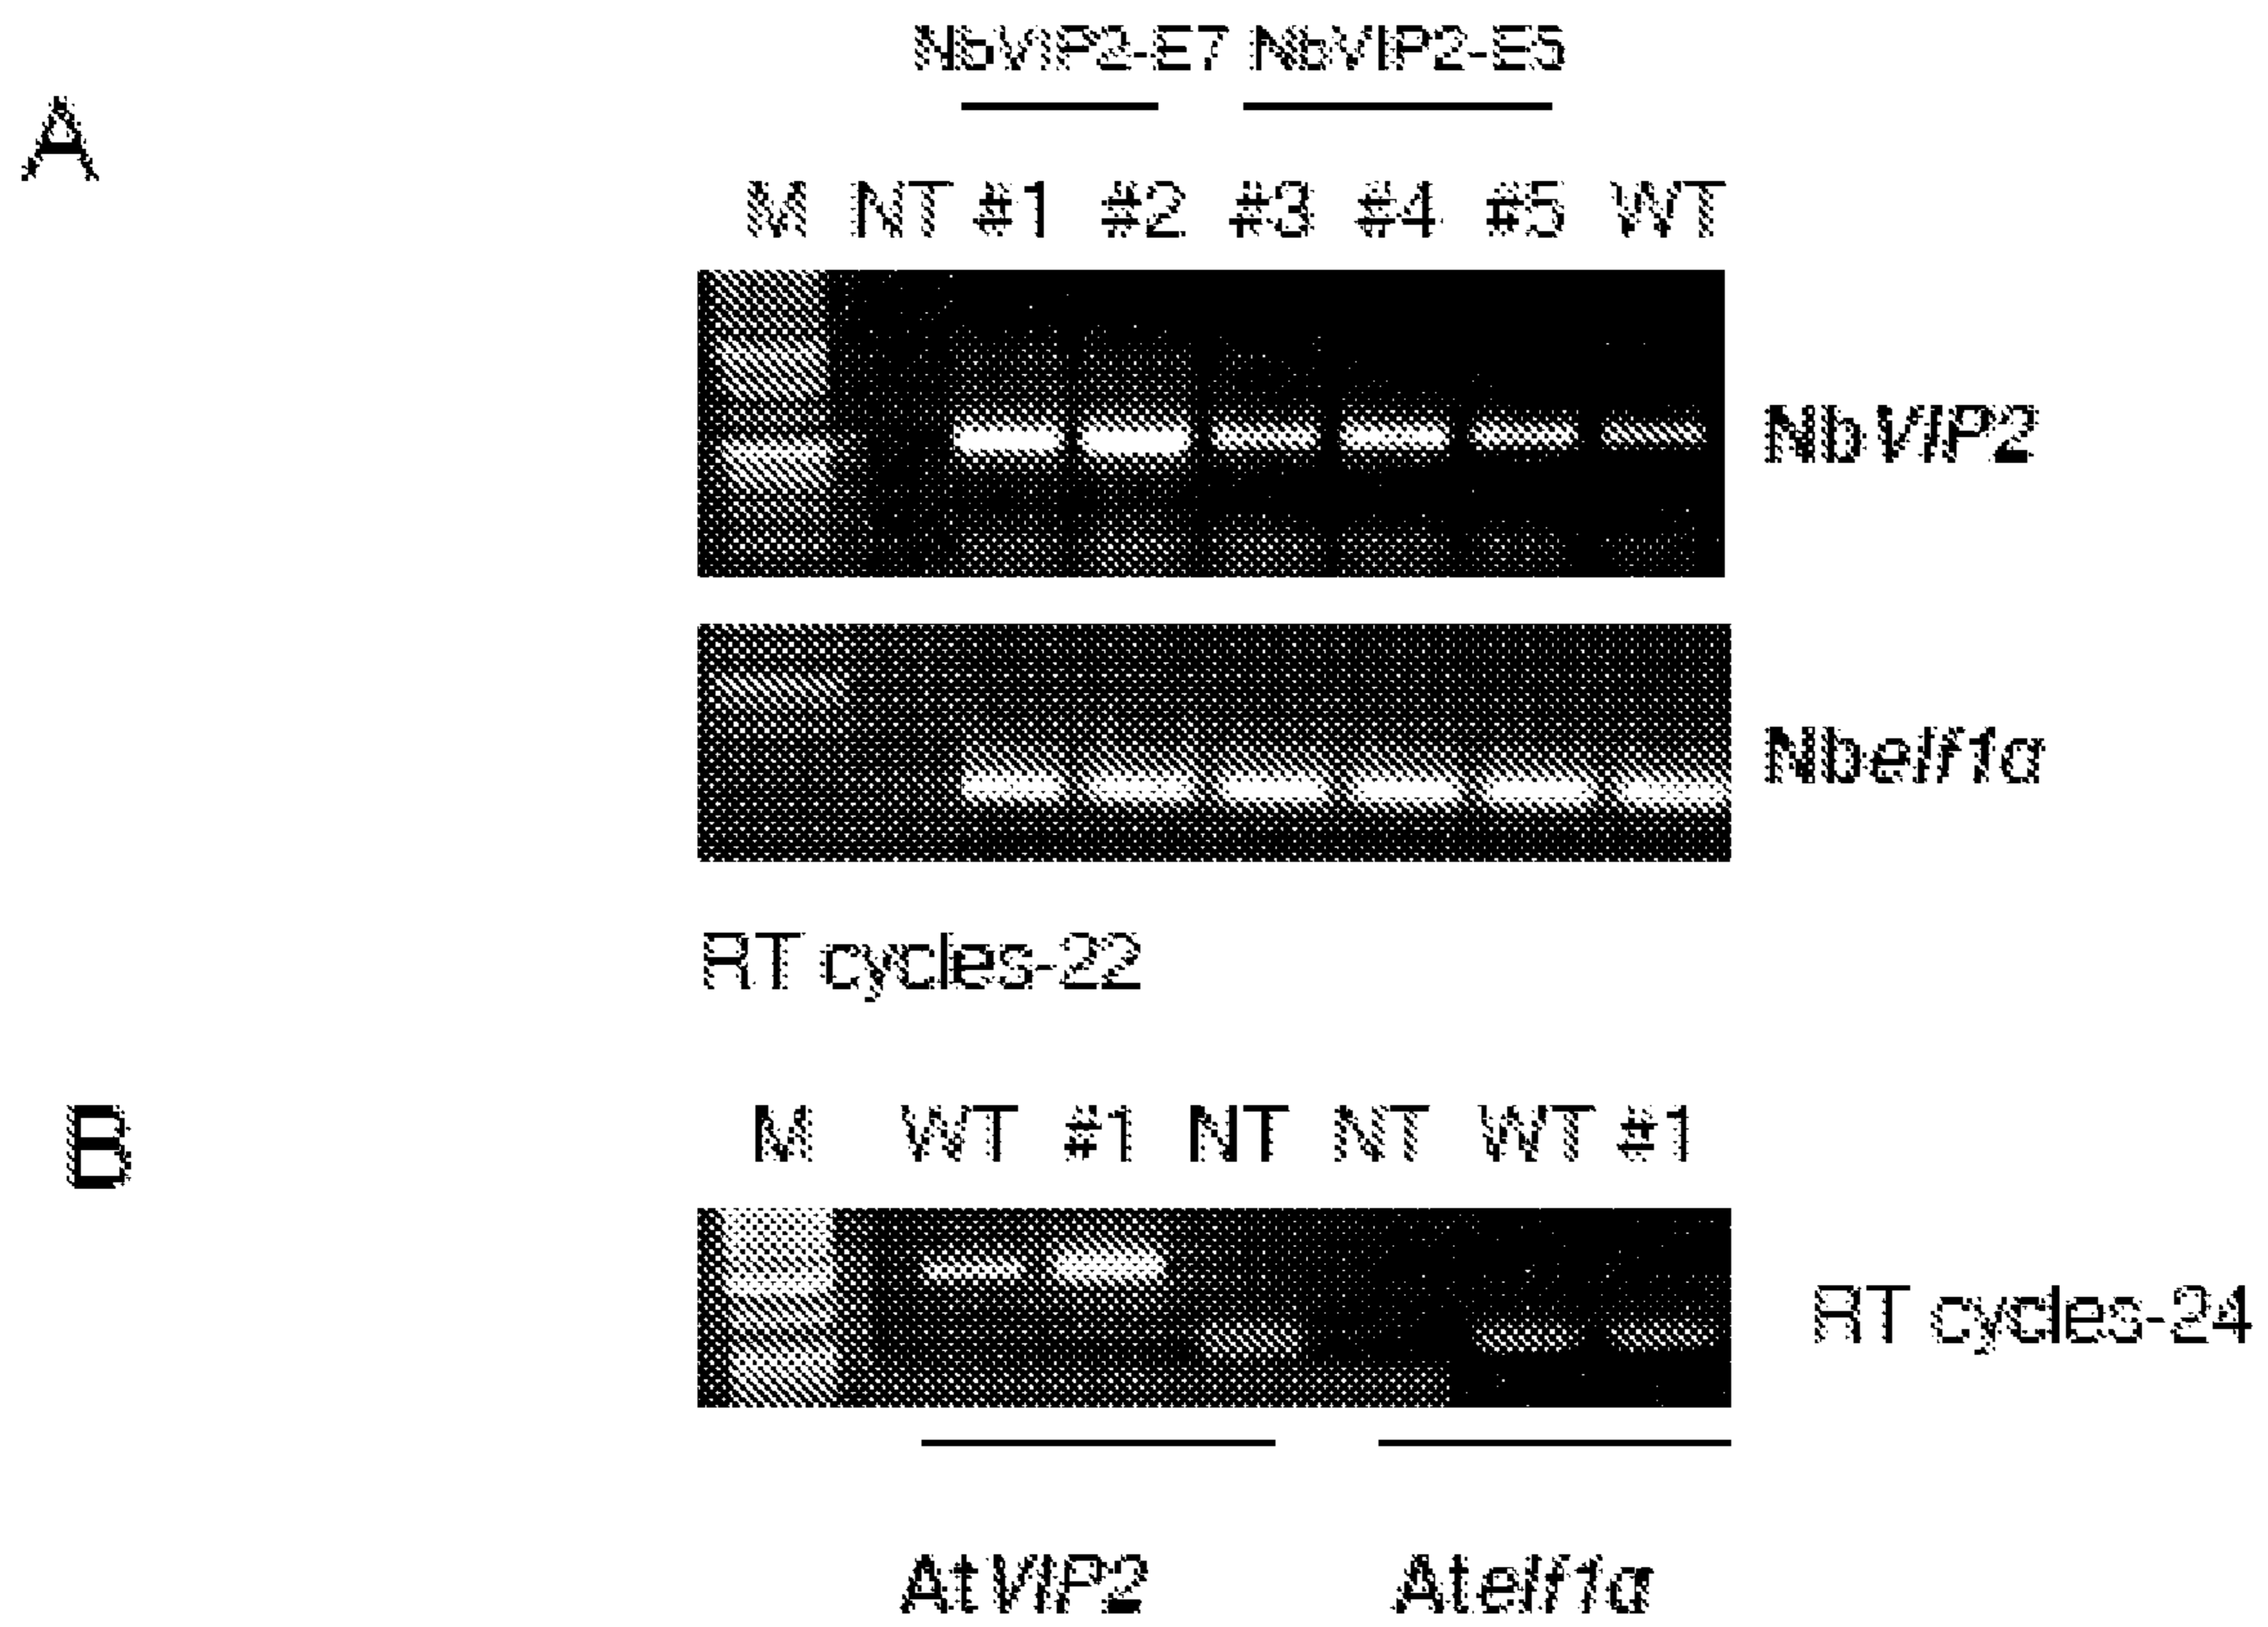 NbVIP2-E7 NbVIP2-E5
A
M NT #1 #2 #3 #4 #5 WT
NbVIP2
Nbelf1α
RT cycles-22
B
M WT #1 NT NT WT #1
RT cycles-24
AtVIP2 Atelf1α